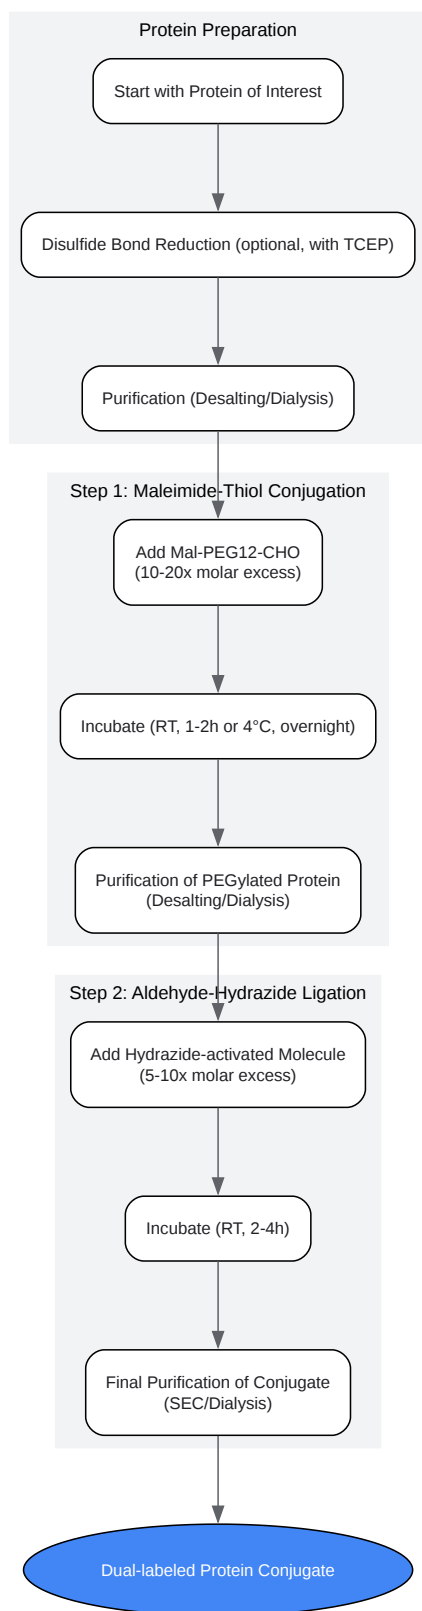 Protein Preparation
Start with Protein of Interest
Disulfide Bond Reduction (optional, with TCEP)
Purification (Desalting/Dialysis)
Step 1: Maleimide-Thiol Conjugation
Add Mal-PEG12-CHO
(10-20x molar excess)
Incubate (RT, 1-2h or 4°C, overnight)
Purification of PEGylated Protein
(Desalting/Dialysis)
Step 2: Aldehyde-Hydrazide Ligation
Add Hydrazide-activated Molecule
(5-10x molar excess)
Incubate (RT, 2-4h)
Final Purification of Conjugate
(SEC/Dialysis)
Dual-labeled Protein Conjugate